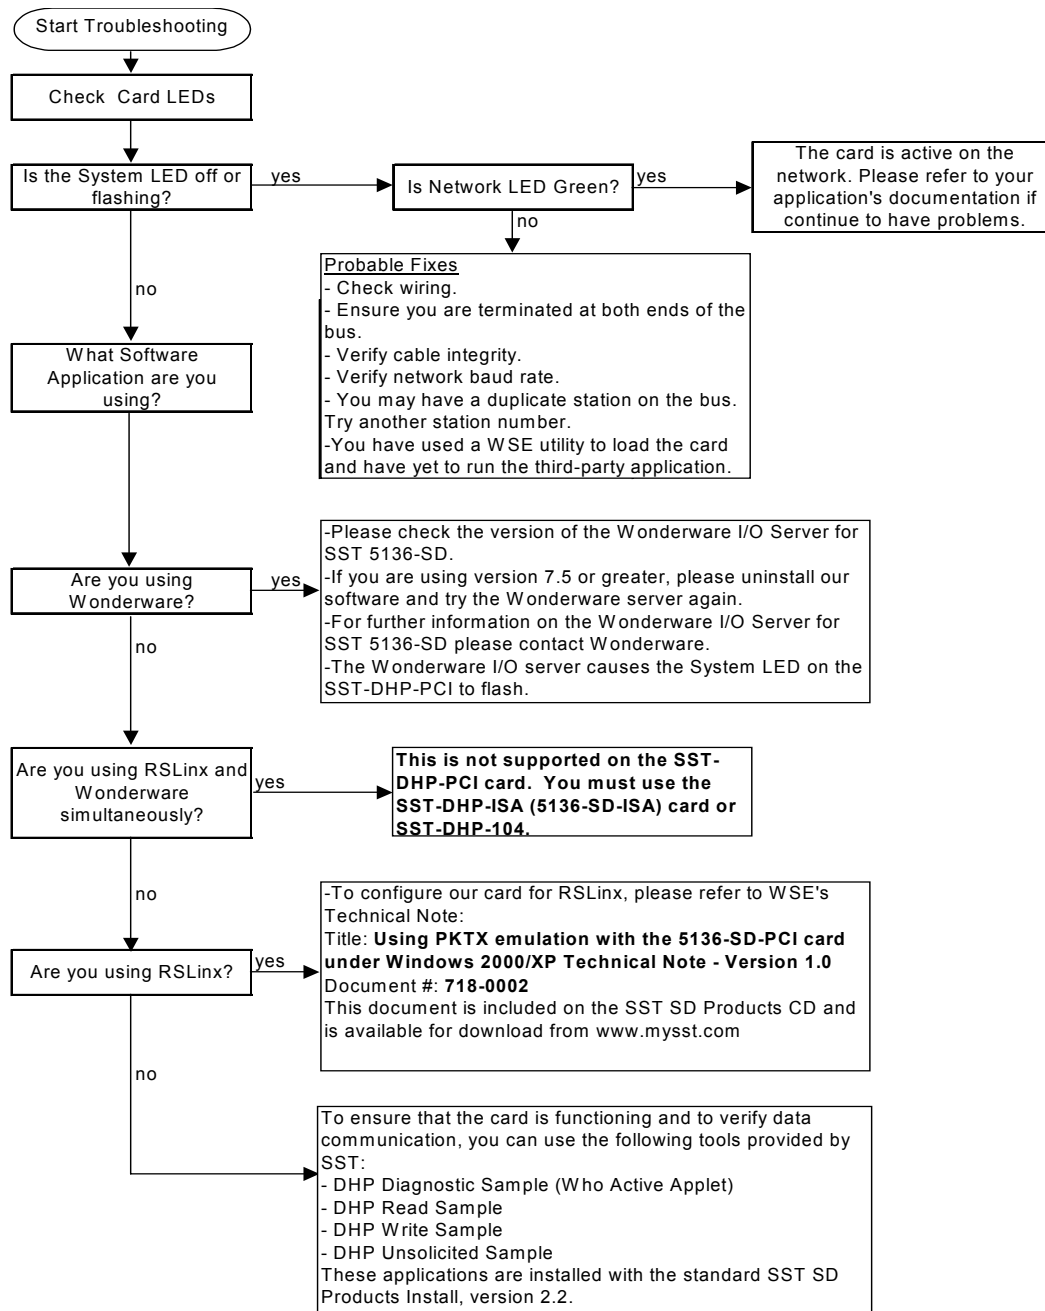 Start Troubleshooting
Check Card LEDs
Is the System LED off or
flashing?
yes
Is Network LED Green?
yes
The card is active on the
network. Please refer to your
application's documentation if
continue to have problems.
no
no
Probable Fixes
- Check wiring.
- Ensure you are terminated at both ends of the
bus.
- Verify cable integrity.
- Verify network baud rate.
- You may have a duplicate station on the bus.
Try another station number.
-You have used a WSE utility to load the card
and have yet to run the third-party application.
What Software
Application are you
using?
Are you using
Wonderware?
yes
-Please check the version of the Wonderware I/O Server for
SST 5136-SD.
-If you are using version 7.5 or greater, please uninstall our
software and try the Wonderware server again.
-For further information on the Wonderware I/O Server for
SST 5136-SD please contact Wonderware.
-The Wonderware I/O server causes the System LED on the
SST-DHP-PCI to flash.
no
Are you using RSLinx and
Wonderware
simultaneously?
yes
This is not supported on the SST-
DHP-PCI card. You must use the
SST-DHP-ISA (5136-SD-ISA) card or
SST-DHP-104.
no
Are you using RSLinx?
yes
-To configure our card for RSLinx, please refer to WSE's
Technical Note:
Title: Using PKTX emulation with the 5136-SD-PCI card
under Windows 2000/XP Technical Note - Version 1.0
Document #: 718-0002
This document is included on the SST SD Products CD and
is available for download from www.mysst.com
no
To ensure that the card is functioning and to verify data
communication, you can use the following tools provided by
SST:
- DHP Diagnostic Sample (Who Active Applet)
- DHP Read Sample
- DHP Write Sample
- DHP Unsolicited Sample
These applications are installed with the standard SST SD
Products Install, version 2.2.